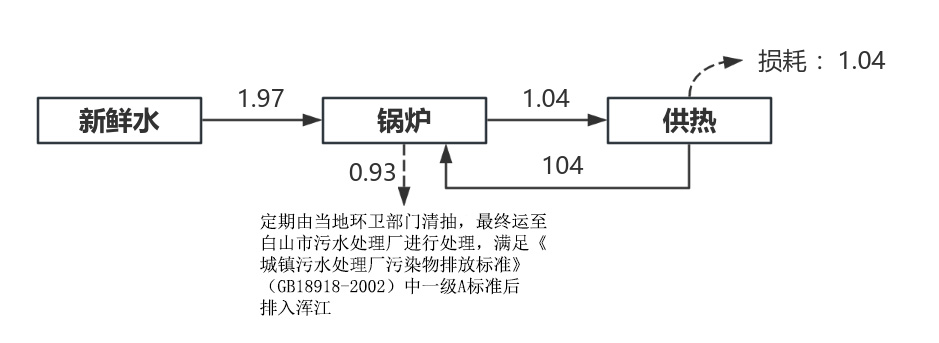 损耗：1.04
1.97
1.04
新鲜水
锅炉
供热
0.93
104
定期由当地环卫部门清抽，最终运至
白山市污水处理厂进行处理，满足《
城镇污水处理厂污染物排放标准》
（GB18918-2002）中一级A标准后
排入浑江